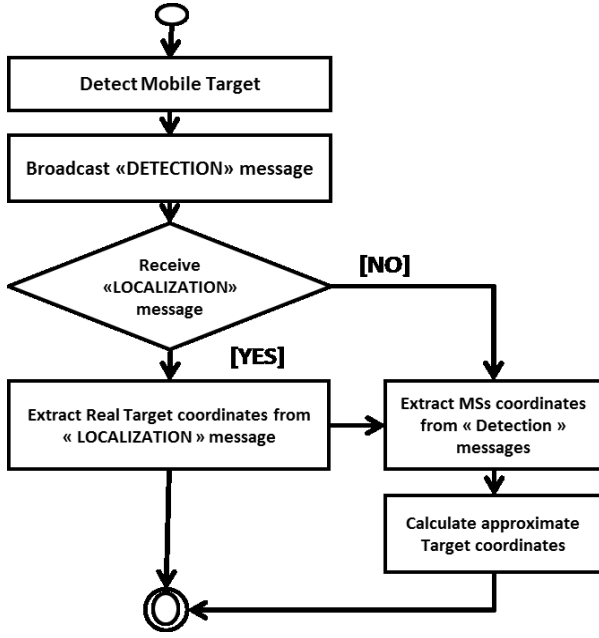 Detect Mobile Target
Broadcast «DETECTION» message
Receive
«LOCALIZATION»
message
[NO]
[YES]
Extract Real Target coordinates from
« LOCALIZATION » message
Extract MSs coordinates
from « Detection »
messages
Calculate approximate
Target coordinates